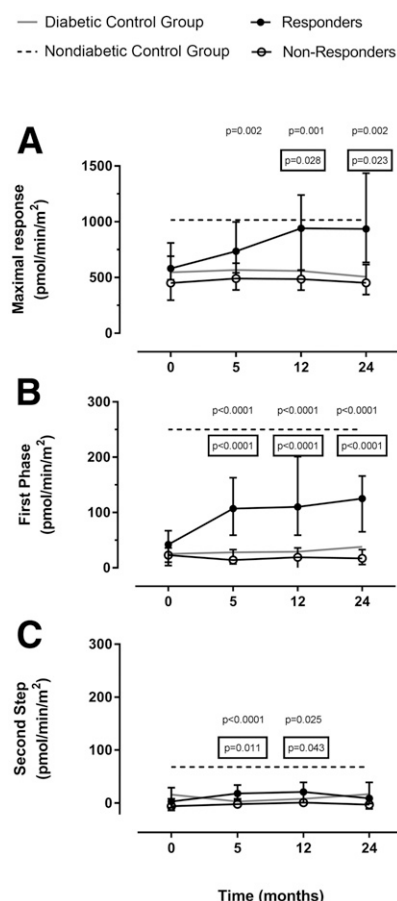 Diabetic Control Group
Responders
Nondiabetic Control Group
Non-Responders
A
p=0.002 p=0.001 p=0.002
p=0.028 p=0.023
Maximal response
(pmol/min/m²)
1500
1000
500
0
0 5 12 24
B
p<0.0001 p<0.0001 p<0.0001
p<0.0001 p<0.0001 p<0.0001
First Phase
(pmol/min/m²)
300
200
100
0
0 5 12 24
C
p<0.0001 p=0.025
p=0.011 p=0.043
Second Step
(pmol/min/m²)
300
200
100
0
0 5 12 24
Time (months)